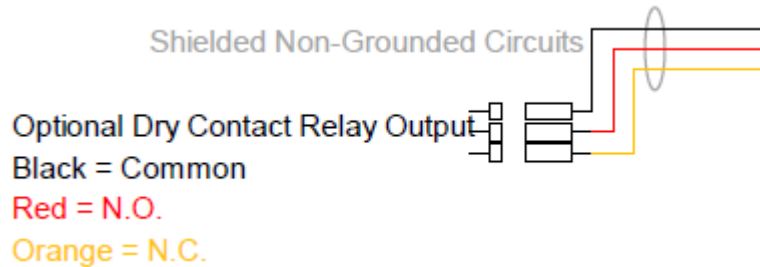 Shielded Non-Grounded Circuits
Optional Dry Contact Relay Output
Black = Common
Red = N.O.
Orange = N.C.